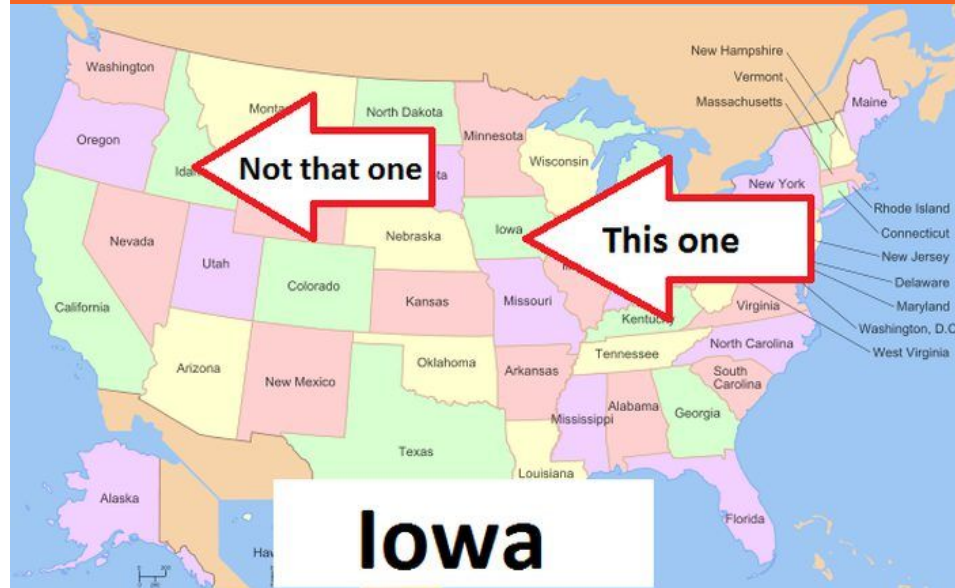 New Hampshire
Washington
Vermont
Massachusetts
Maine
North Dakota
Minnesota
Oregon
Wisconsin
Not that one
New York
Rhode Island
Iowa
Nebraska
This one
Connecticut
Nevada
New Jersey
Utah
Colorado
Delaware
Missouri
Kansas
California
Virginia
Maryland
Washington, D.C
North Carolina
West Virginia
Oklahoma
Tennessee
Arizona
Arkansas
South
Carolina
New Mexico
Alabama
Georgia
Mississippi
Texas
Louisiana
Alaska
Florida
Iowa